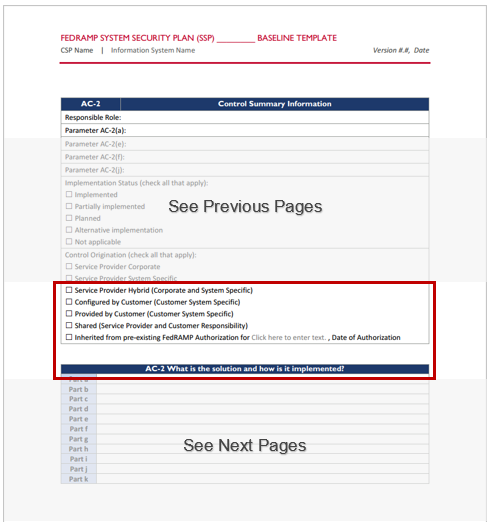 FEDRAMP SYSTEM SECURITY PLAN (SSP) _________ BASELINE TEMPLATE
CSP Name | Information System Name Version #.#, Date
AC-2 Control Summary Information
Responsible Role:
Parameter AC-2(a):
Parameter AC-2(e):
Parameter AC-2(f):
Parameter AC-2(j):
Implementation Status (check all that apply):
☐ Implemented
☐ Partially implemented
☐ Planned
☐ Alternative implementation
☐ Not applicable
See Previous Pages
Control Origination (check all that apply):
☐ Service Provider Corporate
☐ Service Provider System Specific
☐ Service Provider Hybrid (Corporate and System Specific)
☐ Configured by Customer (Customer System Specific)
☐ Provided by Customer (Customer System Specific)
☐ Shared (Service Provider and Customer Responsibility)
☐ Inherited from pre-existing FedRAMP Authorization for Click here to enter text. , Date of Authorization
AC-2 What is the solution and how is it implemented?
Part a
Part b
Part c
Part d
Part e
Part f
Part g
Part h
Part i
Part j
Part k
See Next Pages